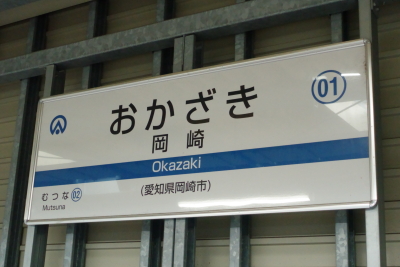 01
おかざき
岡崎
Okazaki
むつな 02
Mutsuna
(愛知県岡崎市)